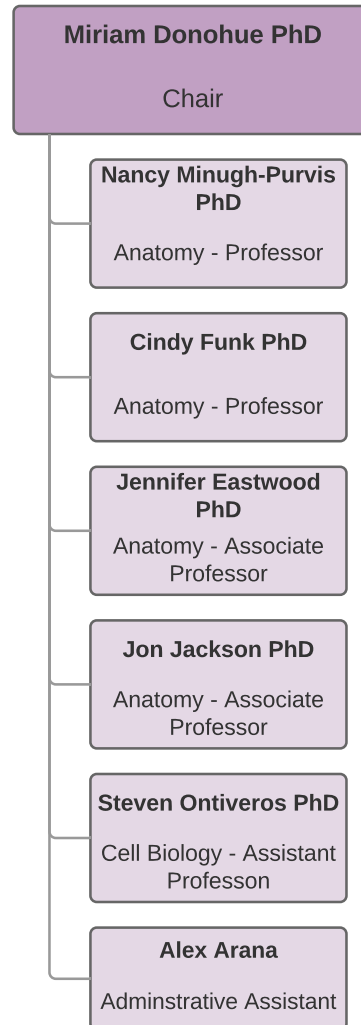 Miriam Donohue PhD
Chair
Nancy Minugh-Purvis
PhD
Anatomy - Professor
Cindy Funk PhD
Anatomy - Professor
Jennifer Eastwood
PhD
Anatomy - Associate
Professor
Jon Jackson PhD
Anatomy - Associate
Professor
Steven Ontiveros PhD
Cell Biology - Assistant
Professon
Alex Arana
Adminstrative Assistant